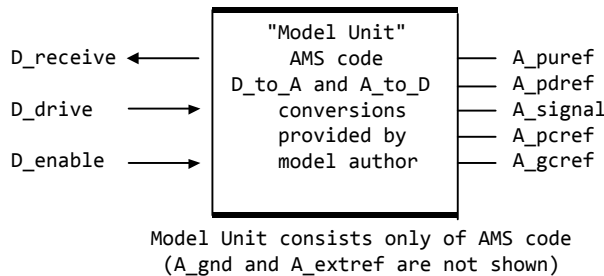 "Model Unit"
D_receive AMS code A_puref
D_to_A and A_to_D A_pdref
D_drive conversions A_signal
provided by A_pcref
D_enable model author A_gcref
Model Unit consists only of AMS code
(A_gnd and A_extref are not shown)